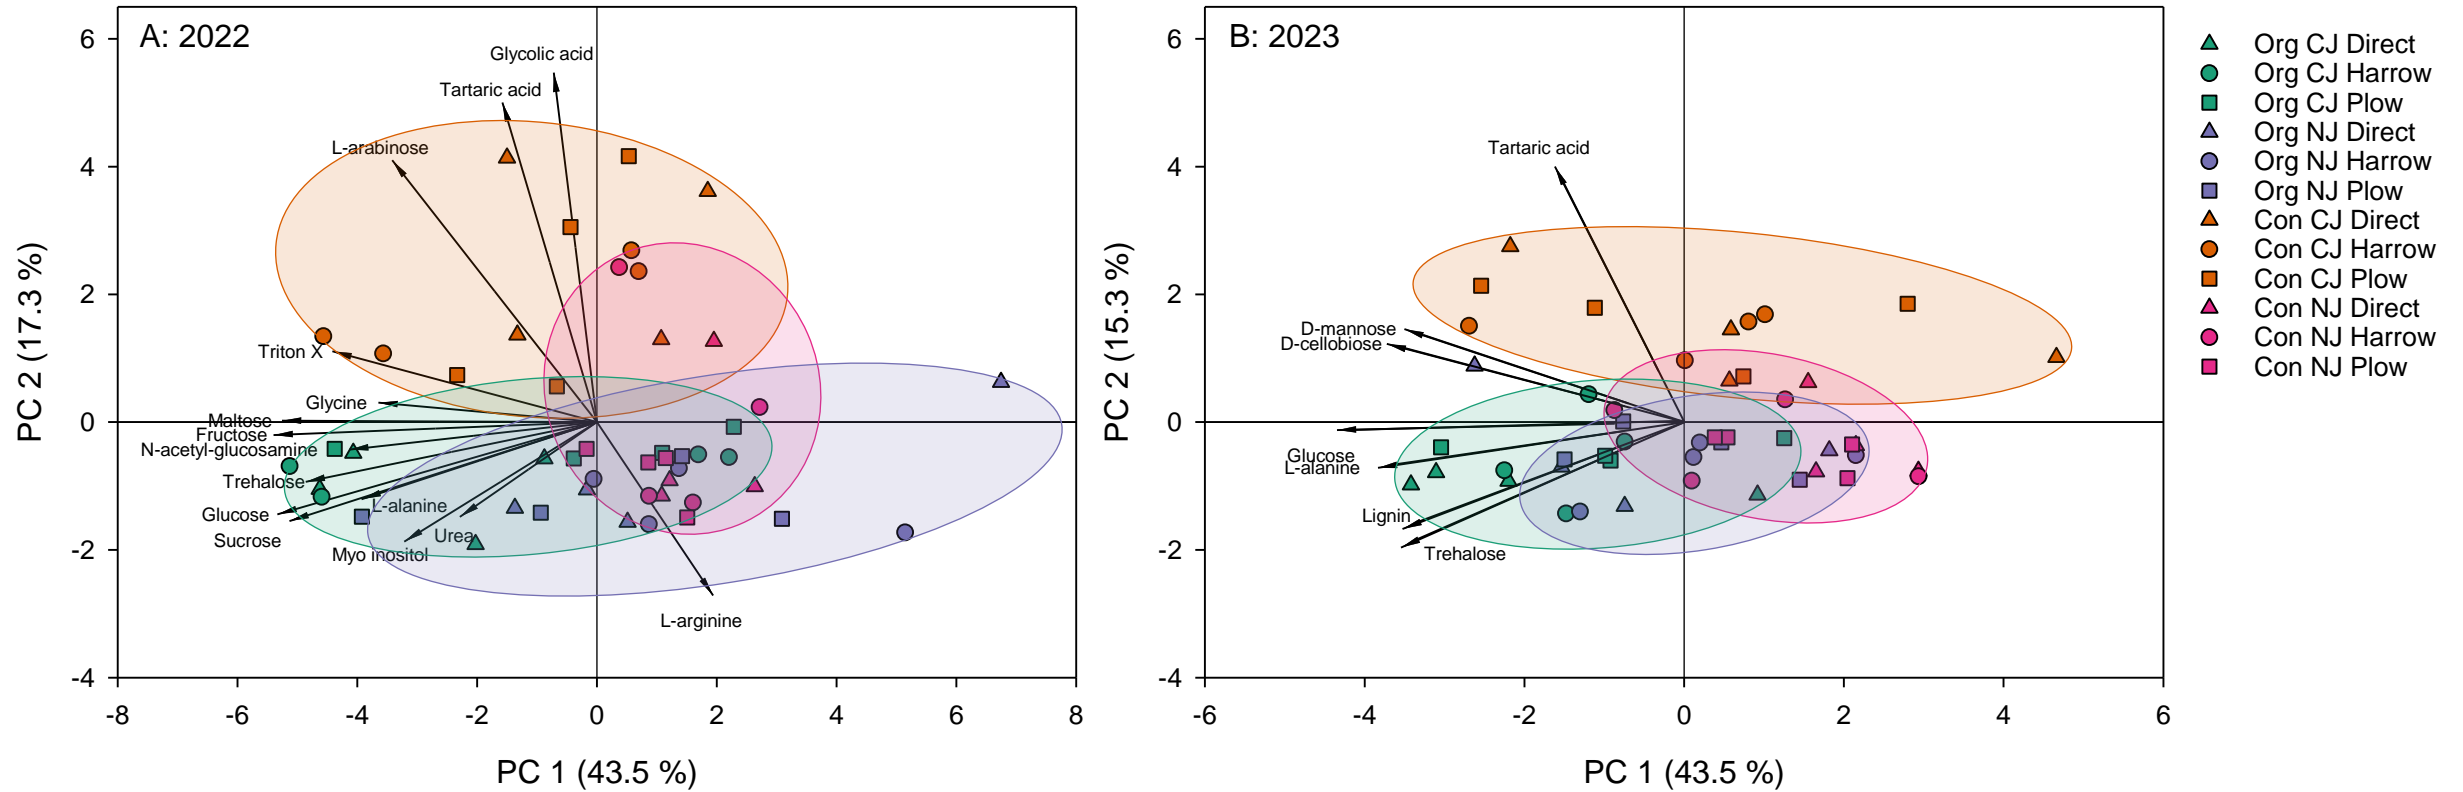 A: 2022
Glycolic acid
Tartaric acid
L-arabinose
Triton X
Glycine
Maltose
Fructose
N-acetyl-glucosamine
Trehalose
L-alanine
Glucose
Urea
Sucrose
Myo inositol
L-arginine
6
4
2
0
-2
-4
-8
-6
-4
-2
0
2
4
6
8
PC 2 (17.3 %)
PC 1 (43.5 %)
B: 2023
Tartaric acid
D-mannose
D-cellobiose
Glucose
L-alanine
Lignin
Trehalose
6
4
2
0
-2
-4
-6
-4
-2
0
2
4
6
PC 2 (15.3 %)
PC 1 (43.5 %)
Org CJ Direct
Org CJ Harrow
Org CJ Plow
Org NJ Direct
Org NJ Harrow
Org NJ Plow
Con CJ Direct
Con CJ Harrow
Con CJ Plow
Con NJ Direct
Con NJ Harrow
Con NJ Plow